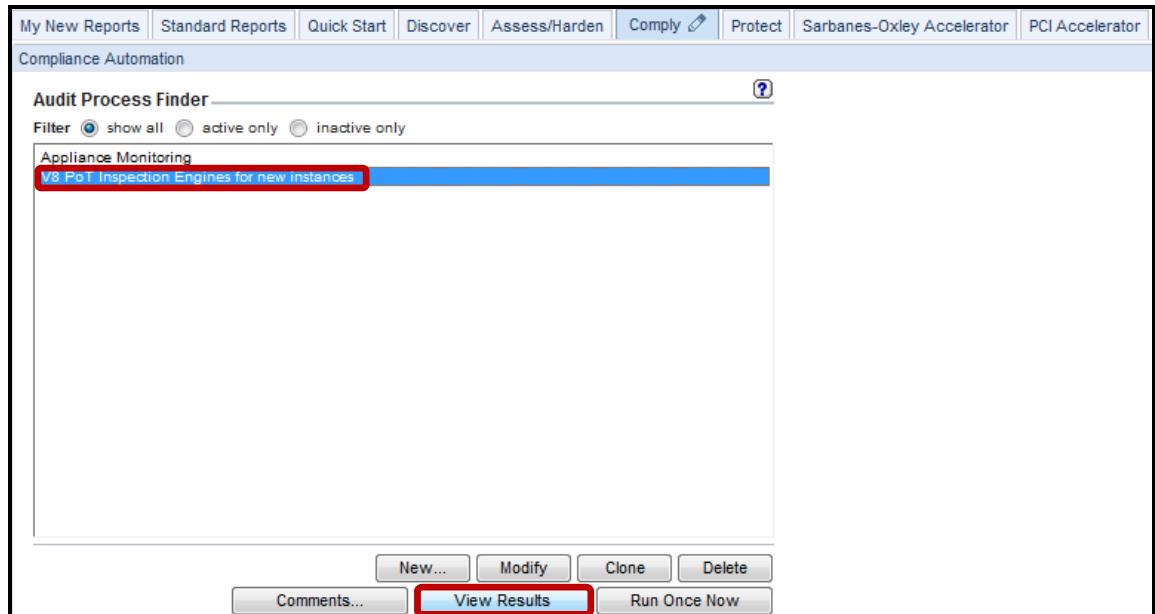 My New Reports Standard Reports Quick Start Discover Assess/Harden Comply Protect Sarbanes-Oxley Accelerator PCI Accelerator
Compliance Automation
Audit Process Finder ?
Filter show all active only inactive only
Appliance Monitoring
V8 PoT Inspection Engines for new instances
New... Modify Clone Delete
Comments... View Results Run Once Now